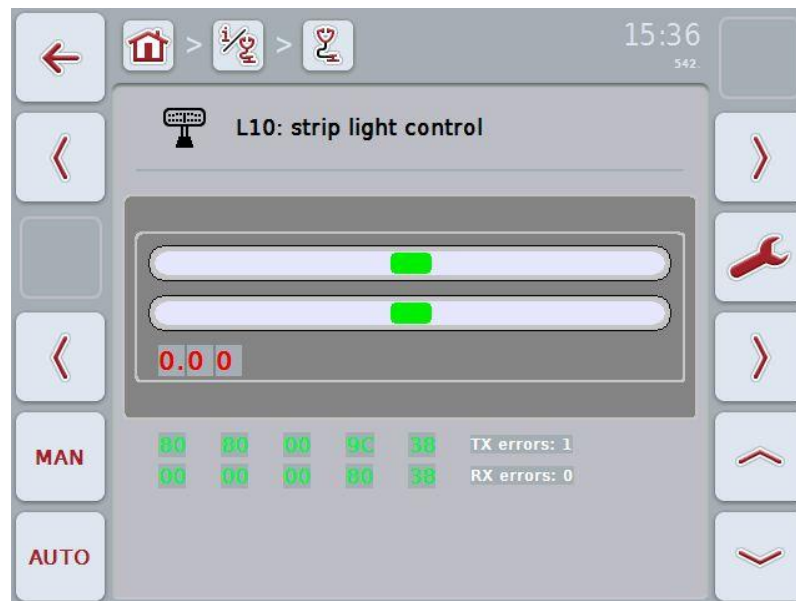 15:36
542.
L10: strip light control
0.0 0
MAN
80 80 00 9C 38 TX errors: 1
00 00 00 80 38 RX errors: 0
AUTO